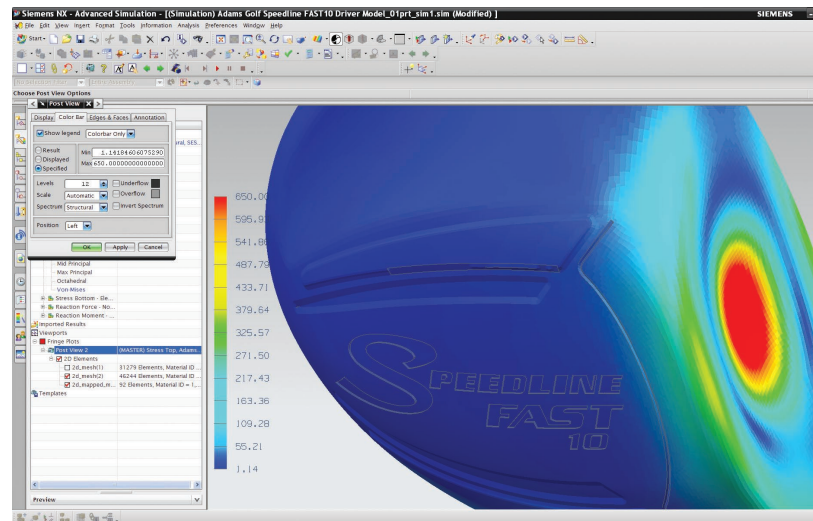 Siemens NX - Advanced Simulation - [(Simulation) Adams Golf Speedline FAST10 Driver Model_01prt_sim1.sim (Modified) ]
SIEMENS
File Edit View Insert Format Tools Information Analysis Preferences Window Help
Start
Choose Post View Options
Post View
Display Color Bar Edges & Faces Annotation
Show legend Colorbar Only
Result
Displayed
Specified
Min 1.14184606075290
Max 650.00000000000000
ral, SES..
Levels 12 Underflow
Scale Automatic Overflow
Spectrum Structural Invert Spectrum
Position Left
OK Apply Cancel
Mid Principal
Max Principal
Octahedral
Von Mises
Stress Bottom - Ele...
Reaction Force - No...
Reaction Moment - ...
Imported Results
Viewports
Fringe Plots
Post View 2 (MASTER) Stress Top, Adams..
2D Elements
2d_mesh(1) 31279 Elements, Material ID ...
2d_mesh(2) 46244 Elements, Material ID ...
2d_mapped_m... 92 Elements, Material ID = 1,...
Templates
Preview
650.00
595.9
541.8
487.79
433.71
379.64
325.57
271.50
217.43
163.36
109.28
55.21
1.14
SPEEDLINE
FAST
10